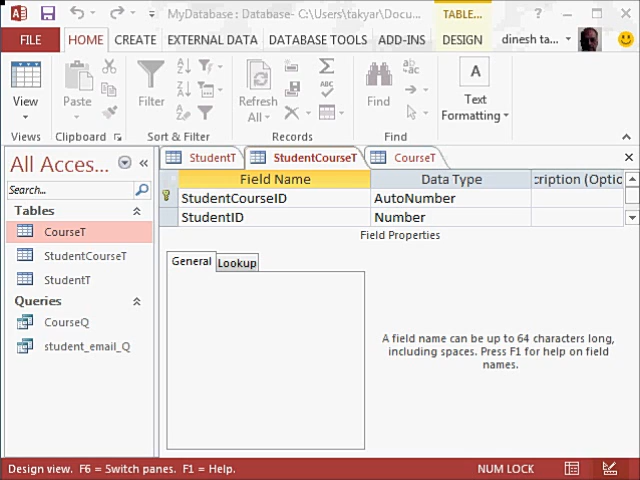 MyDatabase : Database- C:\Users\takyar\Docu...
TABLE...
FILE
HOME
CREATE
EXTERNAL DATA
DATABASE TOOLS
ADD-INS
DESIGN
dinesh ta...
View
Paste
Filter
Refresh
All
Find
Text
Formatting
Views
Clipboard
Sort & Filter
Records
Find
All Acces...
Search...
Tables
CourseT
StudentCourseT
StudentT
Queries
CourseQ
student_email_Q
StudentT
StudentCourseT
CourseT
Field Name
Data Type
cription (Optic
StudentCourseID
AutoNumber
StudentID
Number
Field Properties
General
Lookup
A field name can be up to 64 characters long,
including spaces. Press F1 for help on field
names.
Design view. F6 = Switch panes. F1 = Help.
NUM LOCK